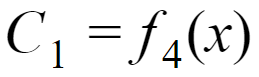 C₁ = f₄(x)